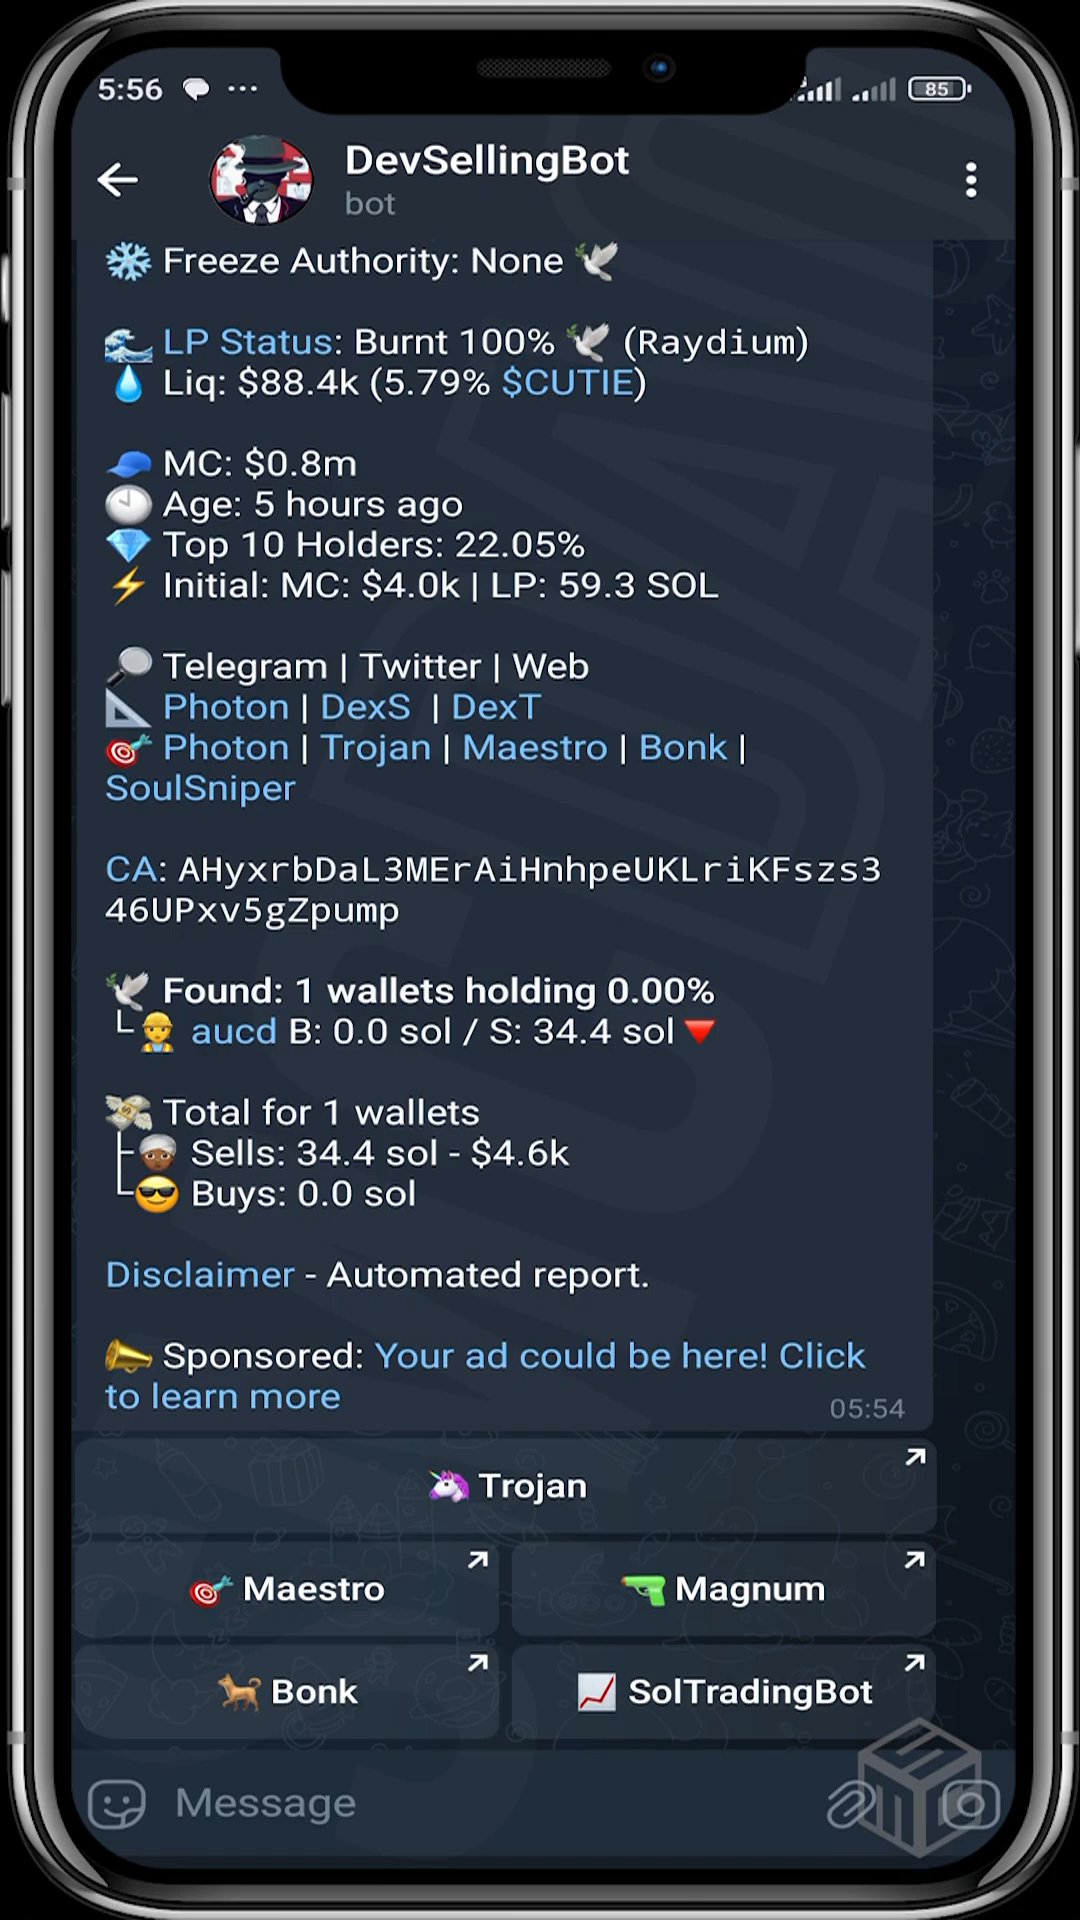 5:56
85
DevSellingBot
bot
Freeze Authority: None
LP Status: Burnt 100% (Raydium)
Liq: $88.4k (5.79% $CUTIE)
MC: $0.8m
Age: 5 hours ago
Top 10 Holders: 22.05%
Initial: MC: $4.0k | LP: 59.3 SOL
Telegram | Twitter | Web
Photon | DexS | DexT
Photon | Trojan | Maestro | Bonk |
SoulSniper
CA: AHyxrbDaL3MErAiHnhpeUKLriKFszs3
46UPxv5gZpump
Found: 1 wallets holding 0.00%
aucd B: 0.0 sol / S: 34.4 sol
Total for 1 wallets
Sells: 34.4 sol - $4.6k
Buys: 0.0 sol
Disclaimer - Automated report.
Sponsored: Your ad could be here! Click
to learn more
05:54
Trojan
Maestro
Magnum
Bonk
SolTradingBot
Message